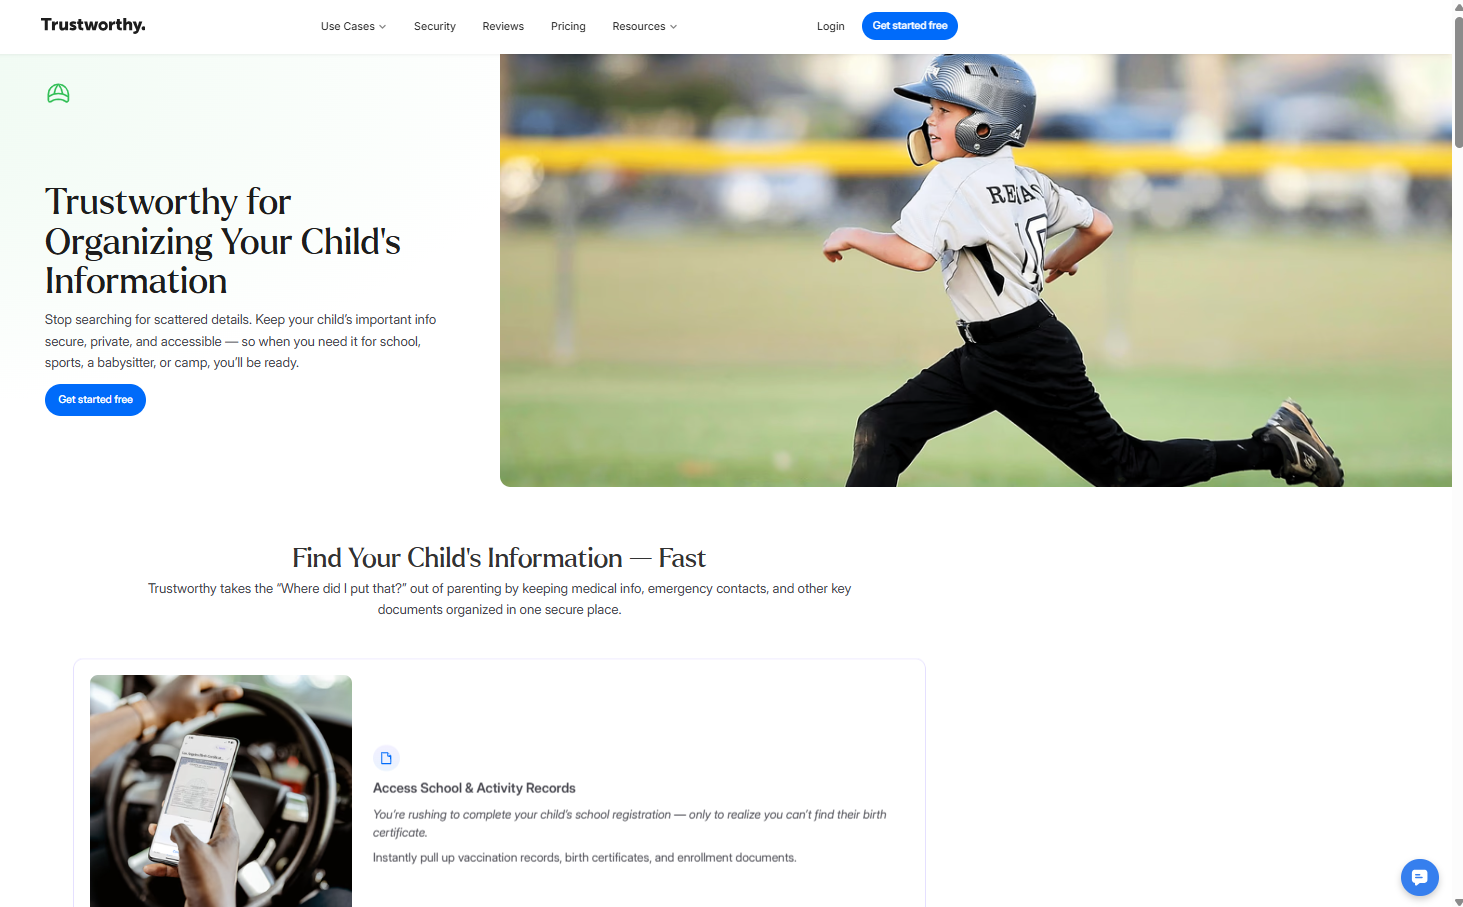 Trustworthy.
Use Cases
Security
Reviews
Pricing
Resources
Login
Get started free
Trustworthy for
Organizing Your Child's
Information
Stop searching for scattered details. Keep your child’s important info
secure, private, and accessible — so when you need it for school,
sports, a babysitter, or camp, you’ll be ready.
Get started free
Find Your Child's Information — Fast
Trustworthy takes the “Where did I put that?” out of parenting by keeping medical info, emergency contacts, and other key
documents organized in one secure place.
Access School & Activity Records
You’re rushing to complete your child’s school registration — only to realize you can’t find their birth
certificate.
Instantly pull up vaccination records, birth certificates, and enrollment documents.